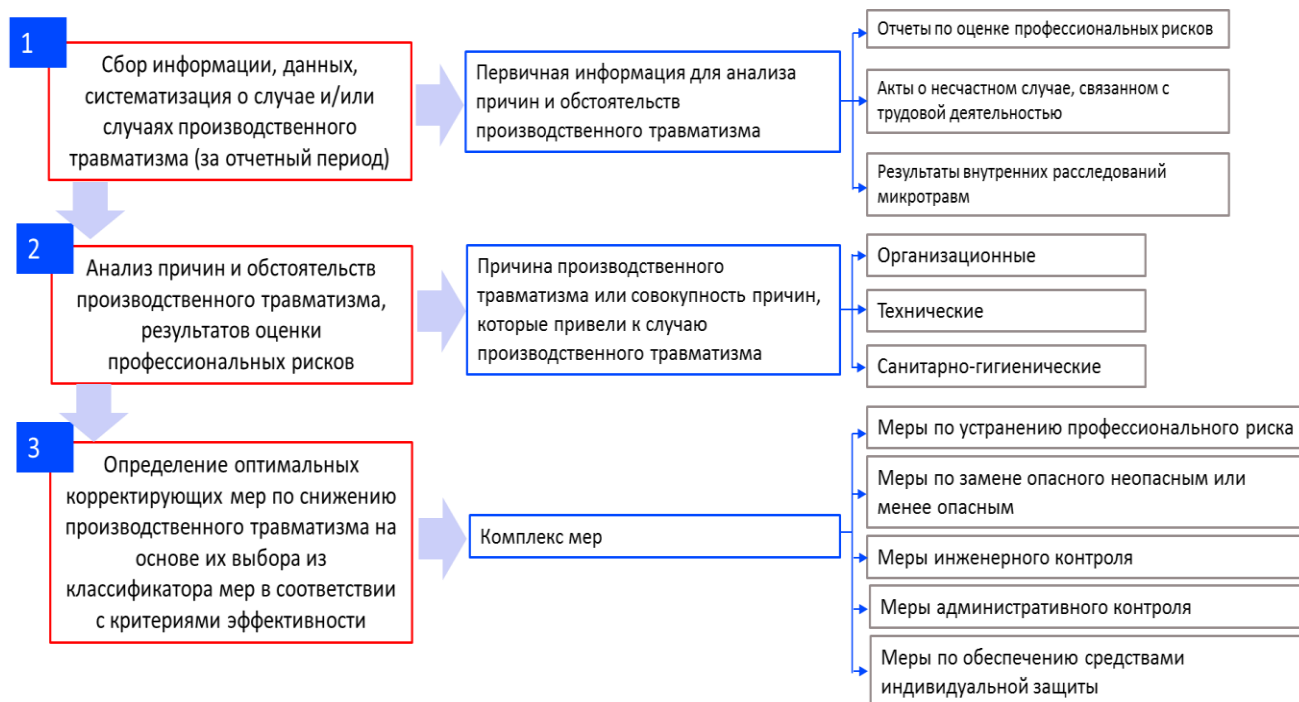 1
Сбор информации, данных,
систематизация о случае и/или
случаях производственного
травматизма (за отчетный период)
Первичная информация для анализа
причин и обстоятельств
производственного травматизма
Отчеты по оценке профессиональных рисков
Акты о несчастном случае, связанном с
трудовой деятельностью
Результаты внутренних расследований
микротравм
2
Анализ причин и обстоятельств
производственного травматизма,
результатов оценки
профессиональных рисков
Причина производственного
травматизма или совокупность причин,
которые привели к случаю
производственного травматизма
Организационные
Технические
Санитарно-гигиенические
3
Определение оптимальных
корректирующих мер по снижению
производственного травматизма на
основе их выбора из
классификатора мер в соответствии
с критериями эффективности
Комплекс мер
Меры по устранению профессионального риска
Меры по замене опасного неопасным или
менее опасным
Меры инженерного контроля
Меры административного контроля
Меры по обеспечению средствами
индивидуальной защиты